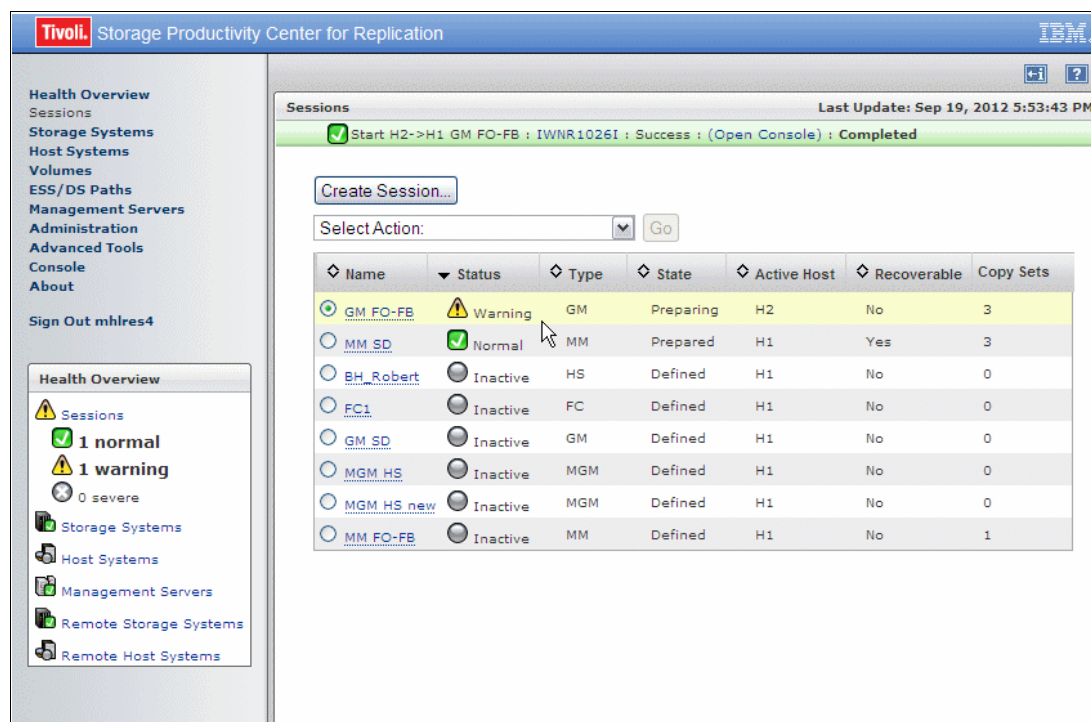 Tivoli. Storage Productivity Center for Replication
IBM.
Health Overview
Sessions
Storage Systems
Host Systems
Volumes
ESS/DS Paths
Management Servers
Administration
Advanced Tools
Console
About
Sign Out mhlres4
Health Overview
Sessions
1 normal
1 warning
0 severe
Storage Systems
Host Systems
Management Servers
Remote Storage Systems
Remote Host Systems
i ?
Sessions Last Update: Sep 19, 2012 5:53:43 PM
Start H2->H1 GM FO-FB : IWNR1026I : Success : (Open Console) : Completed
Create Session...
Select Action: Go
Name Status Type State Active Host Recoverable Copy Sets
GM FO-FB Warning GM Preparing H2 No 3
MM SD Normal MM Prepared H1 Yes 3
BH_Robert Inactive HS Defined H1 No 0
FC1 Inactive FC Defined H1 No 0
GM SD Inactive GM Defined H1 No 0
MGM HS Inactive MGM Defined H1 No 0
MGM HS new Inactive MGM Defined H1 No 0
MM FO-FB Inactive MM Defined H1 No 1